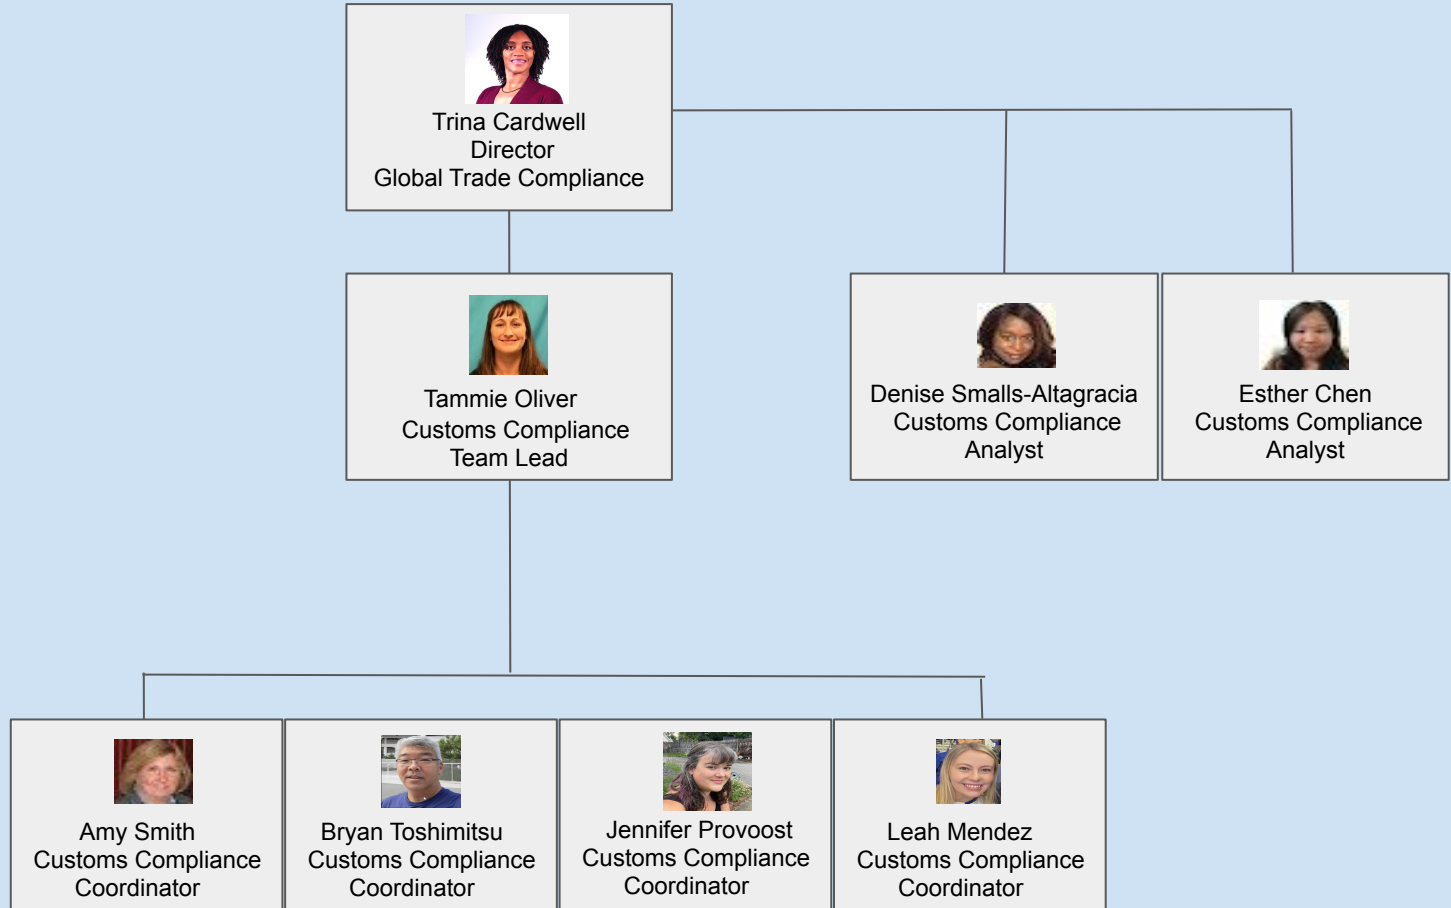 Trina Cardwell
Director
Global Trade Compliance
Tammie Oliver
Customs Compliance
Team Lead
Denise Smalls-Altagracia
Customs Compliance
Analyst
Esther Chen
Customs Compliance
Analyst
Amy Smith
Customs Compliance
Coordinator
Bryan Toshimitsu
Customs Compliance
Coordinator
Jennifer Provoost
Customs Compliance
Coordinator
Leah Mendez
Customs Compliance
Coordinator